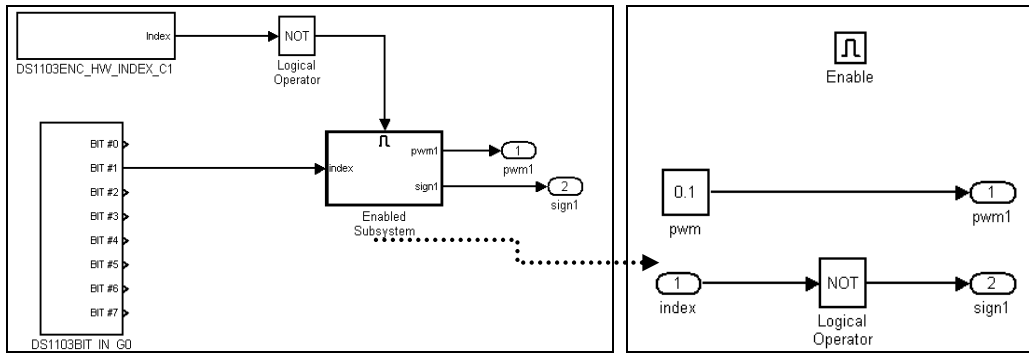 Index
DS1103ENC_HW_INDEX_C1
NOT
Logical
Operator
BIT #0
BIT #1
BIT #2
BIT #3
BIT #4
BIT #5
BIT #6
BIT #7
DS1103BIT_IN_G0
index
pwm1
sign1
Enabled
Subsystem
1
pwm1
2
sign1
Enable
0.1
pwm
1
pwm1
1
index
NOT
Logical
Operator
2
sign1